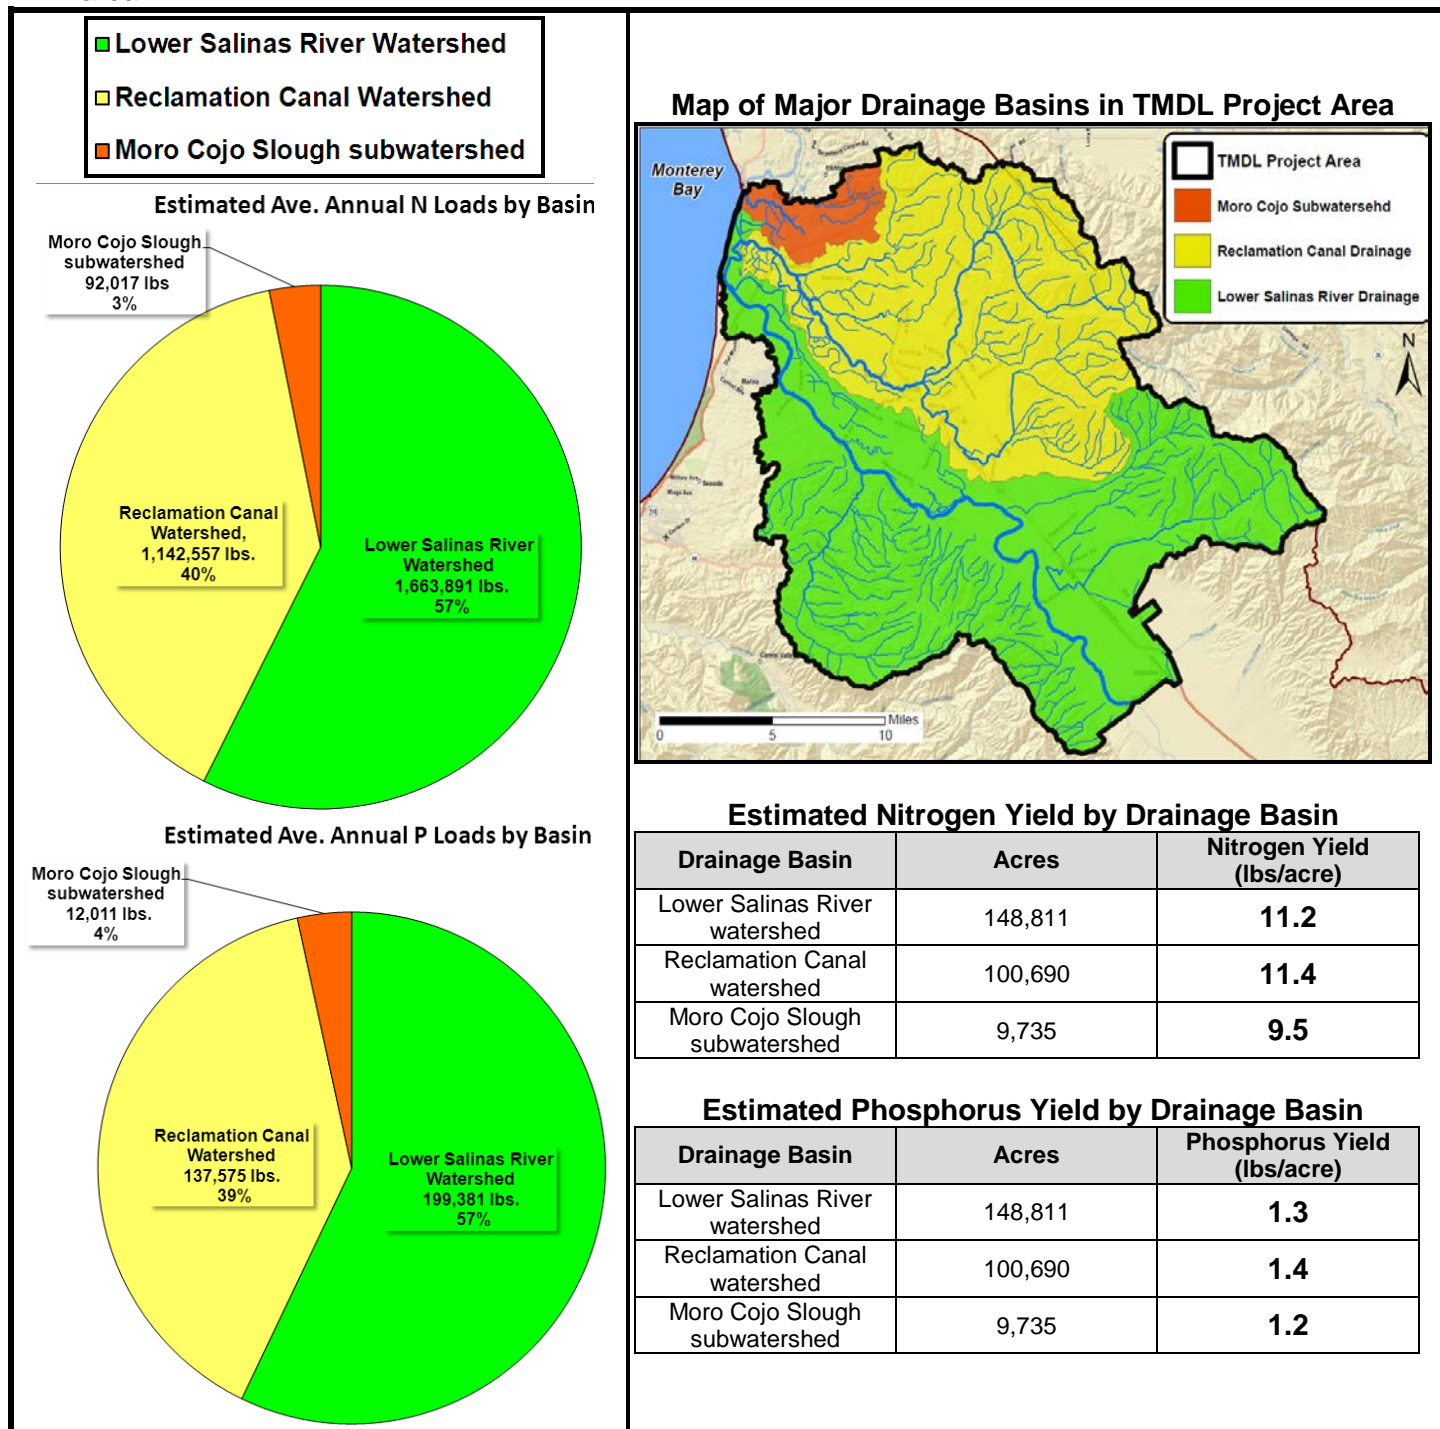 Lower Salinas River Watershed
Reclamation Canal Watershed
Moro Cojo Slough subwatershed
Estimated Ave. Annual N Loads by Basin
Moro Cojo Slough
subwatershed
92,017 lbs
3%
Reclamation Canal
Watershed,
1,142,557 lbs.
40%
Lower Salinas River
Watershed
1,663,891 lbs.
57%
Estimated Ave. Annual P Loads by Basin
Moro Cojo Slough
subwatershed
12,011 lbs.
4%
Reclamation Canal
Watershed
137,575 lbs.
39%
Lower Salinas River
Watershed
199,381 lbs.
57%
Map of Major Drainage Basins in TMDL Project Area
Monterey
Bay
TMDL Project Area
Moro Cojo Subwatersehd
Reclamation Canal Drainage
Lower Salinas River Drainage
N
Marina
Seaside
Miles
0 5 10
Estimated Nitrogen Yield by Drainage Basin
Drainage Basin Acres Nitrogen Yield
(lbs/acre)
Lower Salinas River
watershed 148,811 11.2
Reclamation Canal
watershed 100,690 11.4
Moro Cojo Slough
subwatershed 9,735 9.5
Estimated Phosphorus Yield by Drainage Basin
Drainage Basin Acres Phosphorus Yield
(lbs/acre)
Lower Salinas River
watershed 148,811 1.3
Reclamation Canal
watershed 100,690 1.4
Moro Cojo Slough
subwatershed 9,735 1.2